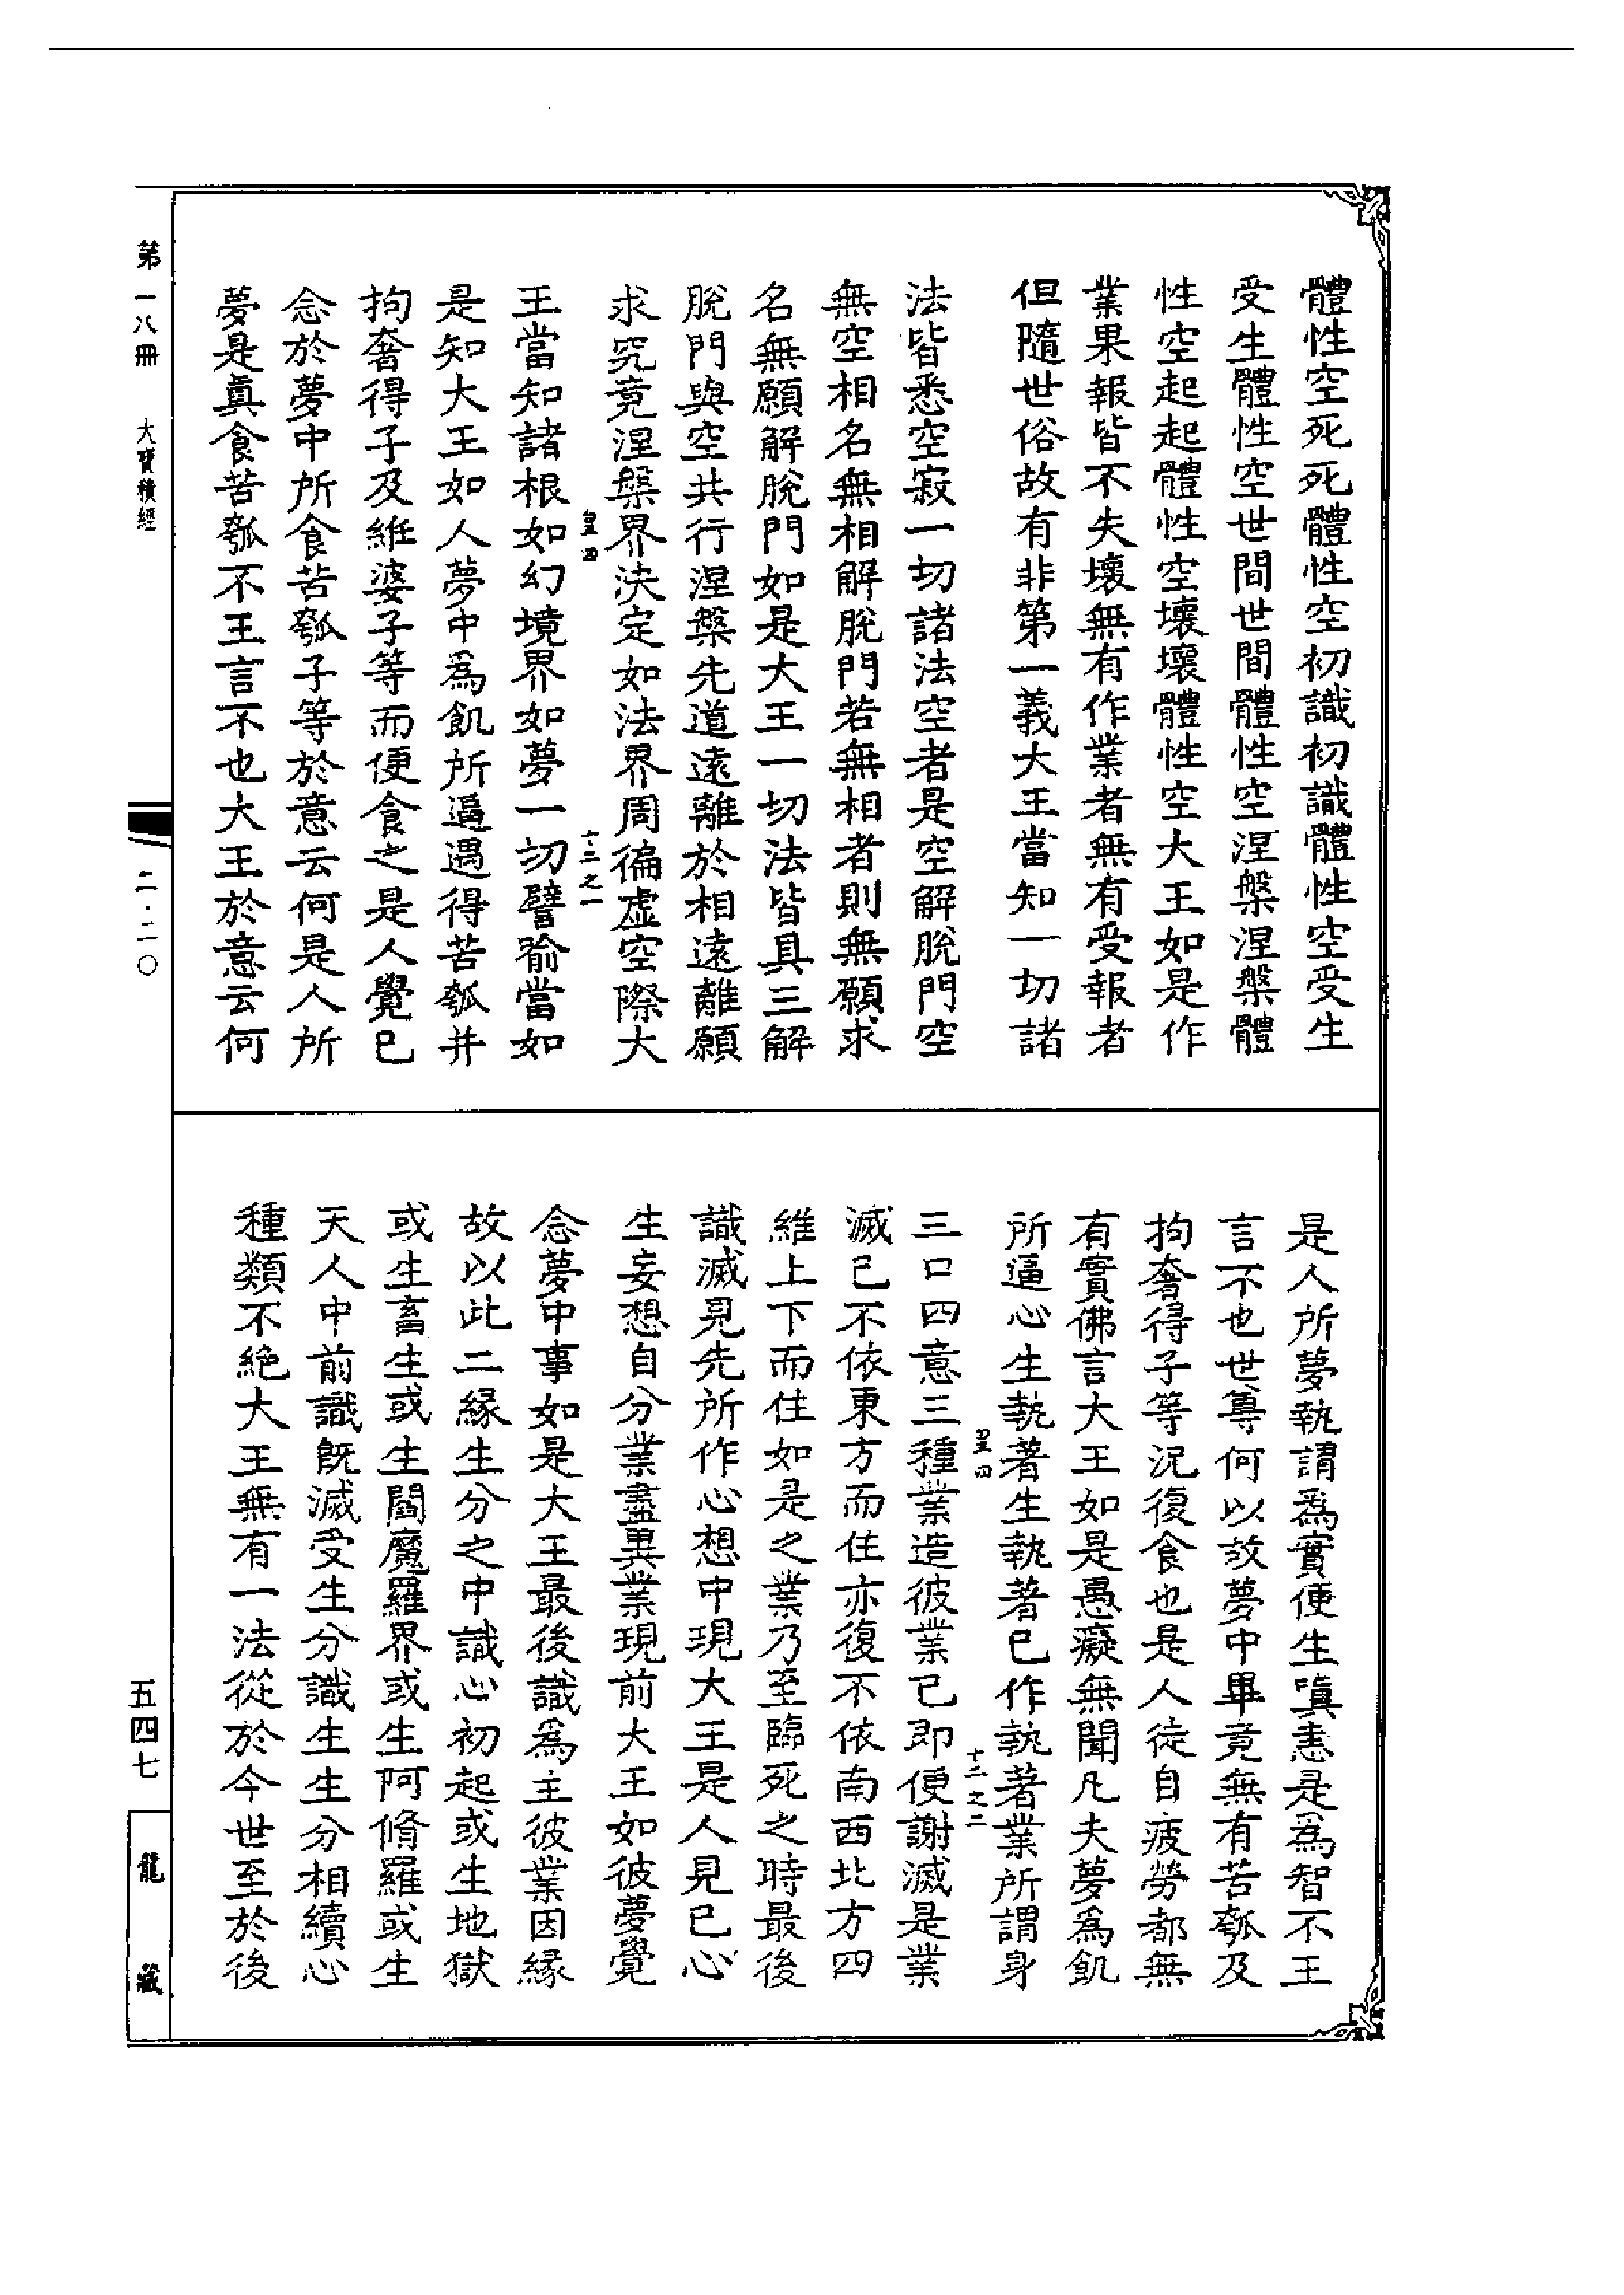 體性空死死體性空初識初識體性空受生
受生體性空世間世間體性空涅槃涅槃體
性空起起體性空壞壞體性空大王如是作
業果報皆不失壞無有作業者無有受報者
但隨世俗故有非第一義大王當知一切諸
法皆悉空寂一切諸法空者是空解脫門空
無空相名無相解脫門若無相者則無願求
名無願解脫門如是大王一切法皆具三解
脫門與空共行涅槃先道遠離於相遠離願
求究竟涅槃界決定如法界周徧虛空際大
皇四
十二之一
王當知諸根如幻境界如夢一切譬喻當如
是知大王如人夢中爲飢所逼遇得苦瓠并
拘奢得子及絍婆子等而便食之是人覺已
念於夢中所食苦瓠子等於意云何是人所
夢是真食苦瓠不王言不也大王於意云何
是人所夢執謂爲實便生嗔恚是爲智不王
言不也世尊何以故夢中畢竟無有苦瓠及
拘奢得子等況復食也是人徒自疲勞都無
有實佛言大王如是愚癡無聞凡夫夢爲飢
所逼心生執著生執著已作執著業所謂身
皇四
十二之二
三口四意三種業造彼業已即便謝滅是業
滅已不依東方而住亦復不依南西北方四
維上下而住如是之業乃至臨死之時最後
識滅見先所作心想中現大王是人見已心
生妄想自分業盡異業現前大王如彼夢覺
念夢中事如是大王最後識爲主彼業因緣
故以此二緣生分之中識心初起或生地獄
或生畜生或生閻魔羅界或生阿脩羅或生
天人中前識旣滅受生分識生生分相續心
種類不絕大王無有一法從於今世至於後
第一八冊
大寶積經
二·二〇
五四七
龍藏